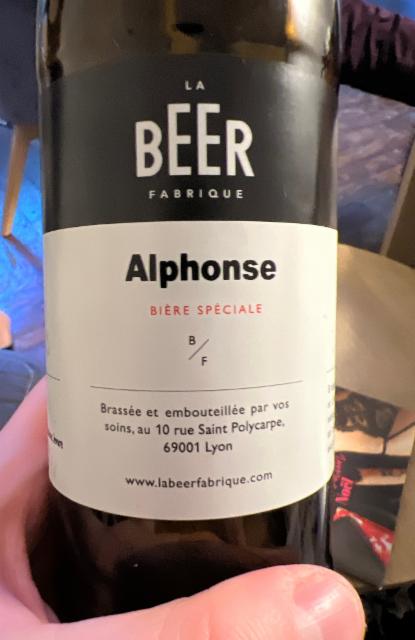 LA
BEER
FABRIQUE
Alphonse
BIÈRE SPÉCIALE
B/F
Brassée et embouteillée par vos
soins, au 10 rue Saint Polycarpe,
69001 Lyon
www.labeerfabrique.com